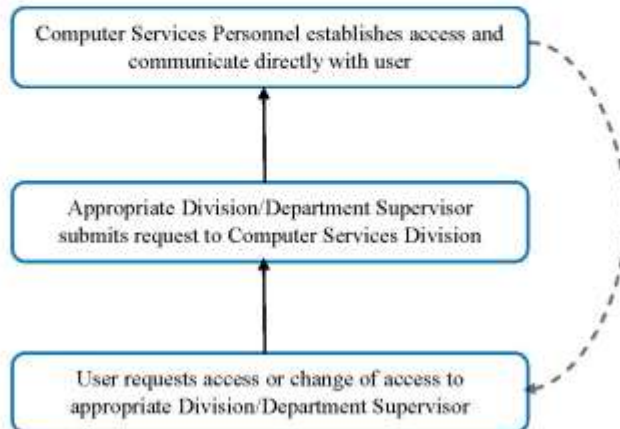 Computer Services Personnel establishes access and
communicate directly with user
Appropriate Division/Department Supervisor
submits request to Computer Services Division
User requests access or change of access to
appropriate Division/Department Supervisor